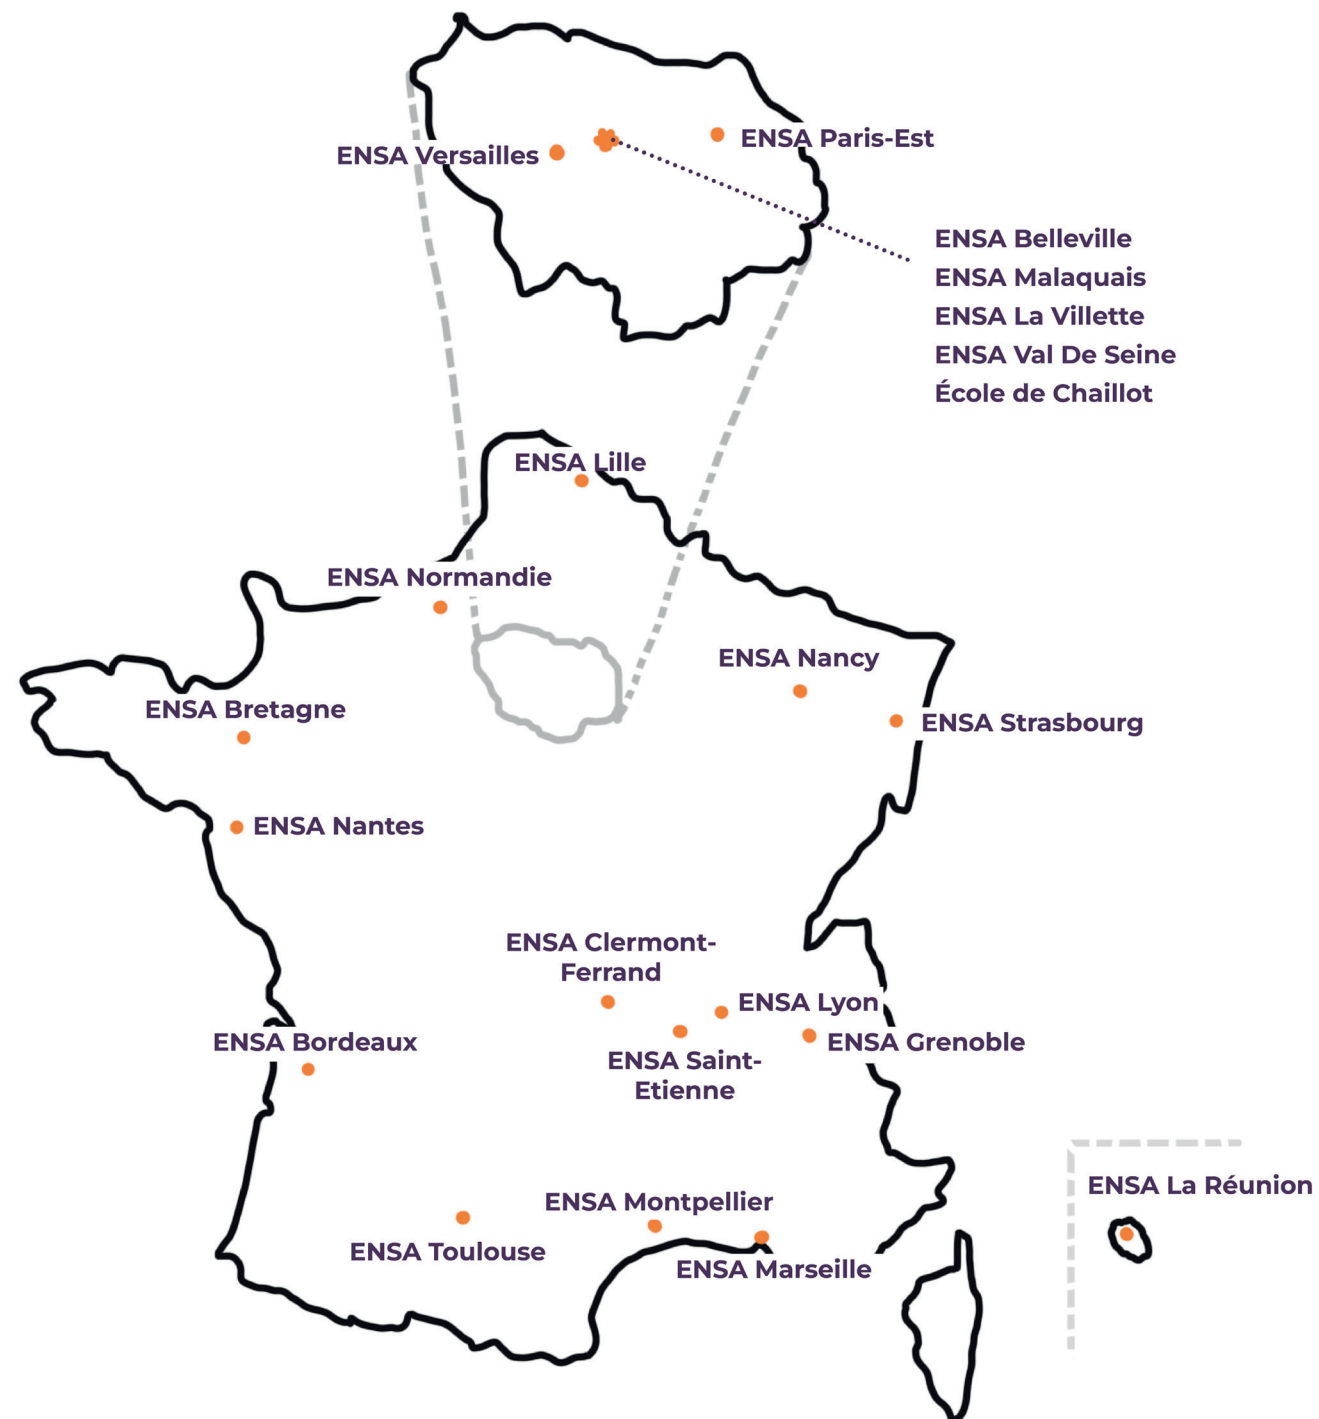 ENSA Paris-Est
ENSA Versailles
ENSA Belleville
ENSA Malaquais
ENSA La Villette
ENSA Val De Seine
École de Chaillot
ENSA Lille
ENSA Normandie
ENSA Nancy
ENSA Bretagne
ENSA Strasbourg
ENSA Nantes
ENSA Clermont-
Ferrand
ENSA Lyon
ENSA Bordeaux
ENSA Grenoble
ENSA Saint-
Etienne
ENSA La Réunion
ENSA Montpellier
ENSA Toulouse
ENSA Marseille